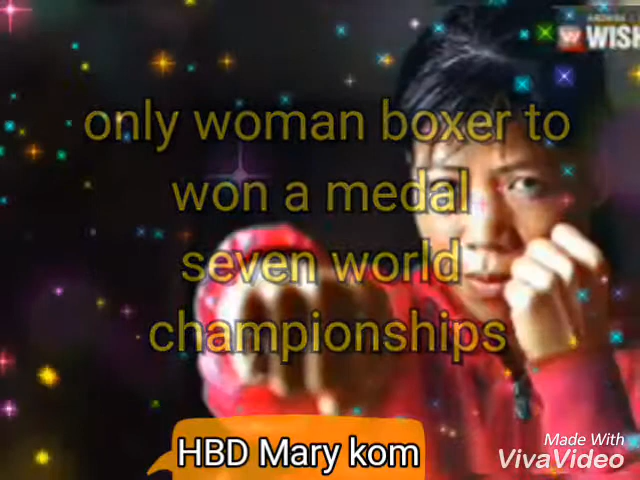 WISH
only woman boxer to
won a medal
seven world
championships
HBD Mary kom
Made With
VivaVideo